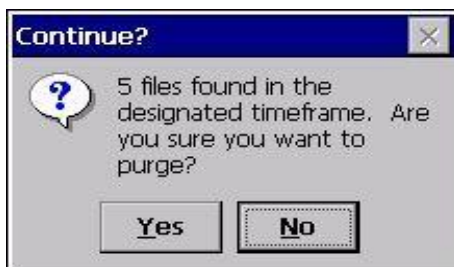 Continue?
5 files found in the
designated timeframe.  Are
you sure you want to
purge?
Yes
No